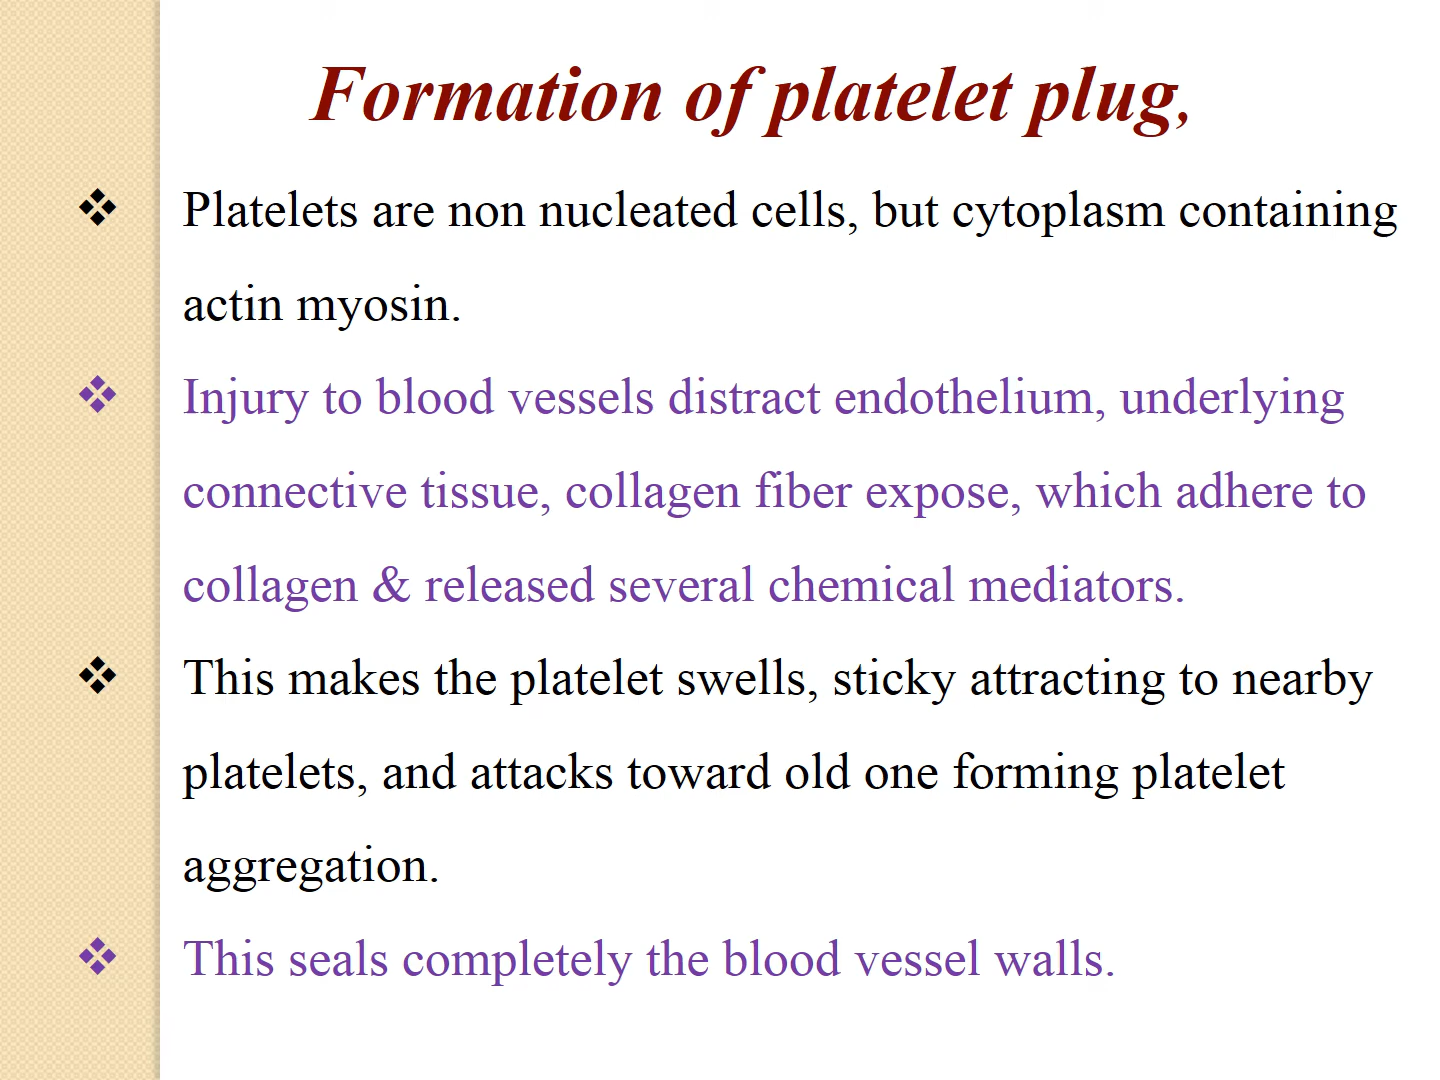 Formation of platelet plug,
❖ Platelets are non nucleated cells, but cytoplasm containing
actin myosin.
❖ Injury to blood vessels distract endothelium, underlying
connective tissue, collagen fiber expose, which adhere to
collagen & released several chemical mediators.
❖ This makes the platelet swells, sticky attracting to nearby
platelets, and attacks toward old one forming platelet
aggregation.
❖ This seals completely the blood vessel walls.